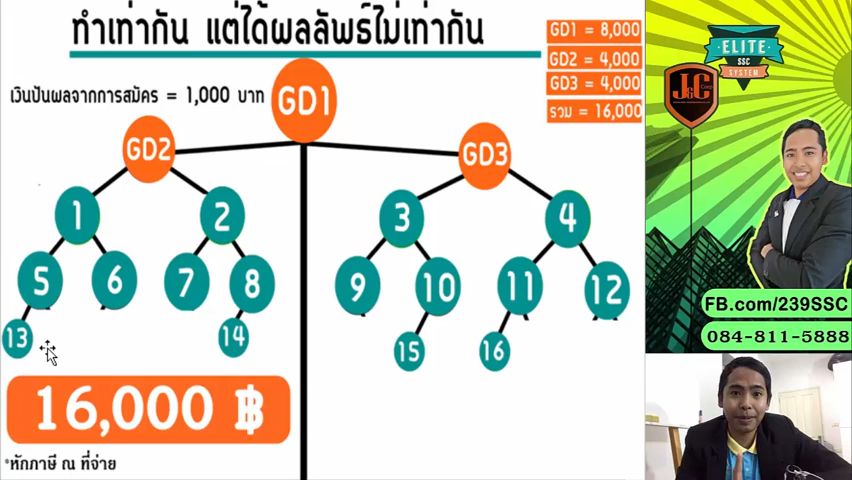 ทำเท่ากัน แต่ได้ผลลัพธ์ไม่เท่ากัน
GD1 = 8,000
GD2 = 4,000
GD3 = 4,000
รวม = 16,000
เงินปันผลจากการสมัคร = 1,000 บาท
GD1
GD2
GD3
1
2
3
4
5
6
7
8
9
10
11
12
13
14
15
16
16,000 ฿
*หักภาษี ณ ที่จ่าย
ELITE
SSC
SYSTEM
J&C Corp
FB.com/239SSC
084-811-5888